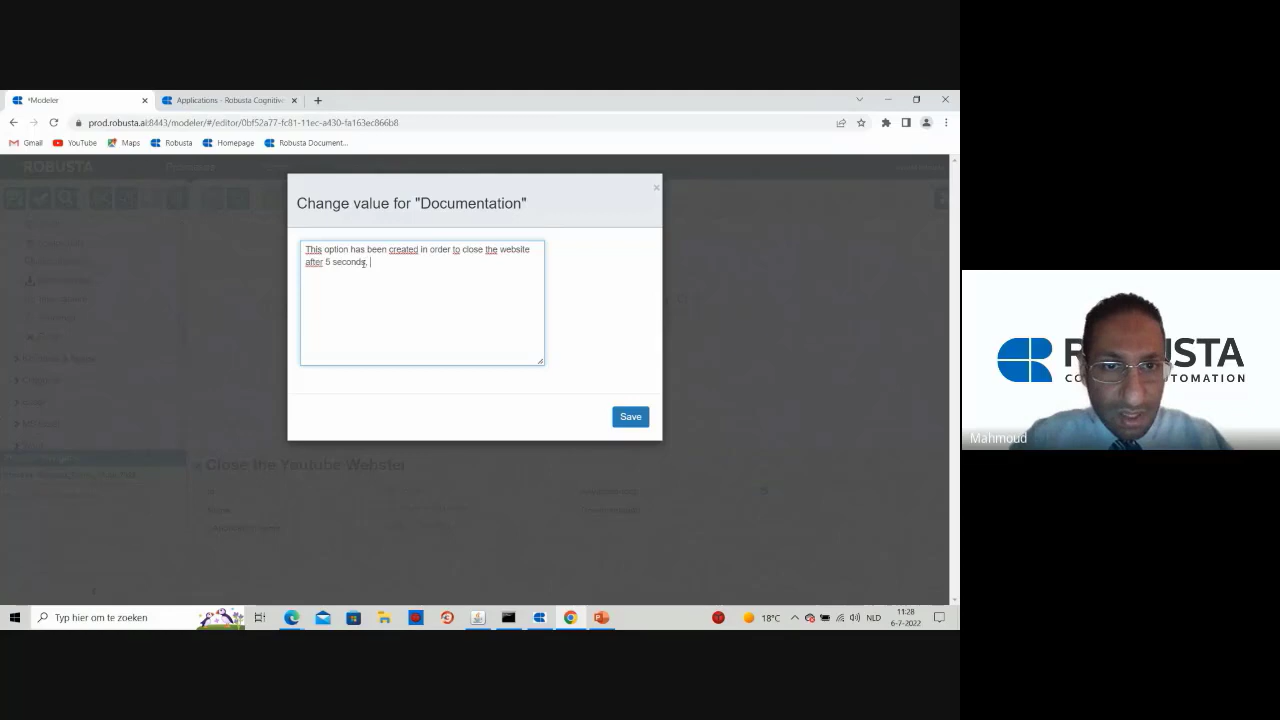 *Modeler
Applications - Robusta Cognitive
prod.robusta.ai:8443/modeler/#/editor/0bf52a77-fc81-11ec-a430-fa163ec866b8
Gmail
YouTube
Maps
Robusta
Homepage
Robusta Document...
ROBUSTA
Change value for "Documentation"
This option has been created in order to close the website
after 5 seconds.
Save
Close the Youtube Webster
Typ hier om te zoeken
18°C
NLD
11:28
6-7-2022
ROBUSTA
Mahmoud